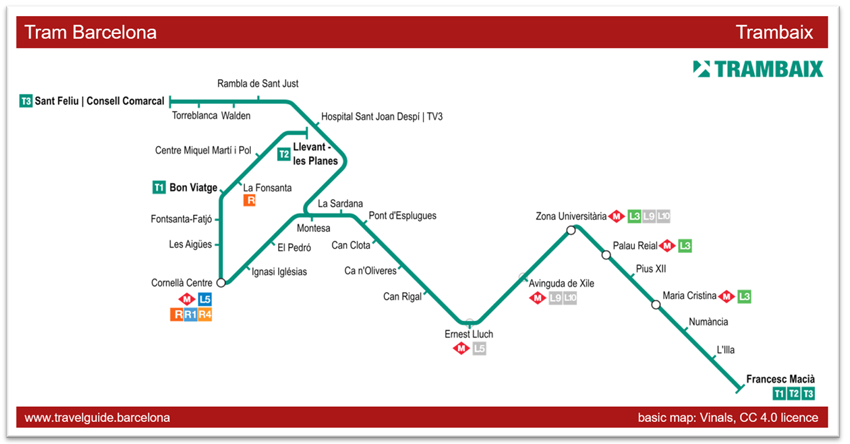 Tram Barcelona
Trambaix
TRAMBAIX
Rambla de Sant Just
T3 Sant Feliu | Consell Comarcal
Torreblanca
Walden
Hospital Sant Joan Despí | TV3
Centre Miquel Martí i Pol
T2 Llevant -
les Planes
T1 Bon Viatge
La Fonsanta
R
La Sardana
Fontsanta-Fatjó
Montesa
Pont d'Esplugues
Zona Universitària M L3 L9 L10
Les Aigües
El Pedró
Can Clota
Palau Reial M L3
Ignasi Iglésias
Ca n'Oliveres
Pius XII
Cornellà Centre
M L5
R R1 R4
Can Rigal
Avinguda de Xile
M L9 L10
Maria Cristina M L3
Ernest Lluch
M L5
Numància
L'Illa
Francesc Macià
T1 T2 T3
www.travelguide.barcelona
basic map: Vinals, CC 4.0 licence